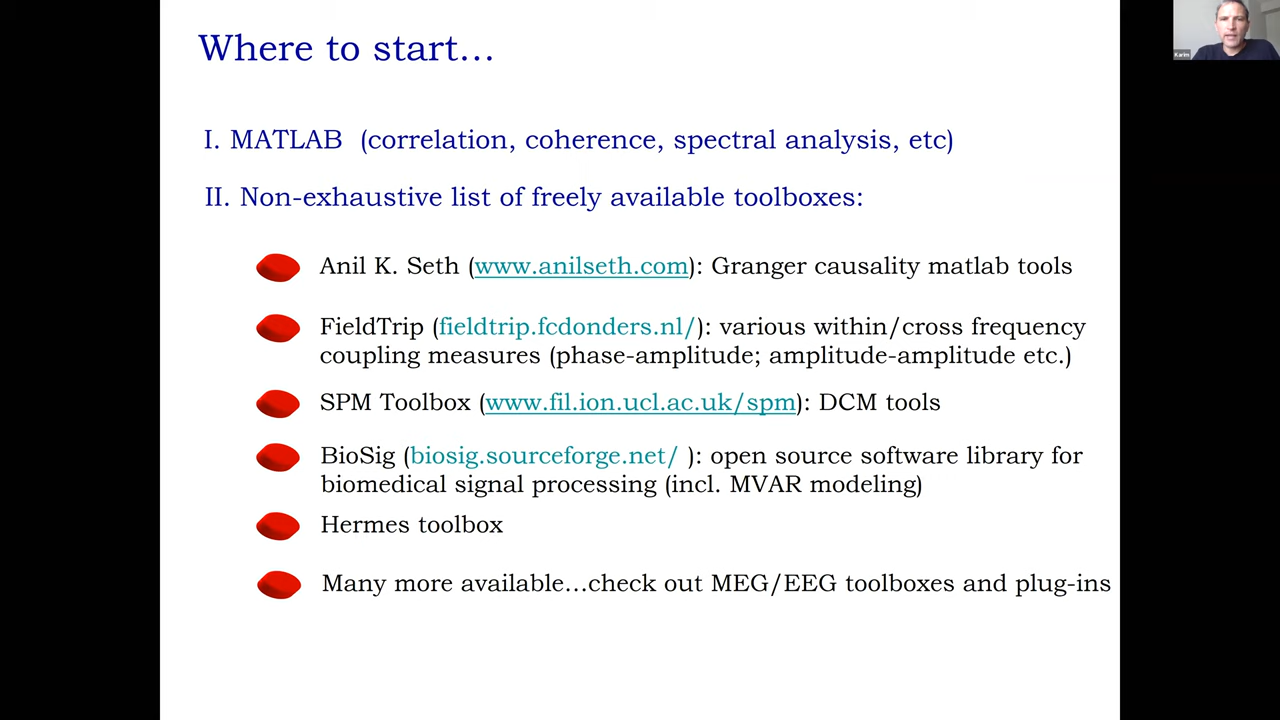 Where to start…
I. MATLAB (correlation, coherence, spectral analysis, etc)
II. Non-exhaustive list of freely available toolboxes:
Anil K. Seth (www.anilseth.com): Granger causality matlab tools
FieldTrip (fieldtrip.fcdonders.nl/): various within/cross frequency
coupling measures (phase-amplitude; amplitude-amplitude etc.)
SPM Toolbox (www.fil.ion.ucl.ac.uk/spm): DCM tools
BioSig (biosig.sourceforge.net/ ): open source software library for
biomedical signal processing (incl. MVAR modeling)
Hermes toolbox
Many more available…check out MEG/EEG toolboxes and plug-ins
Karim